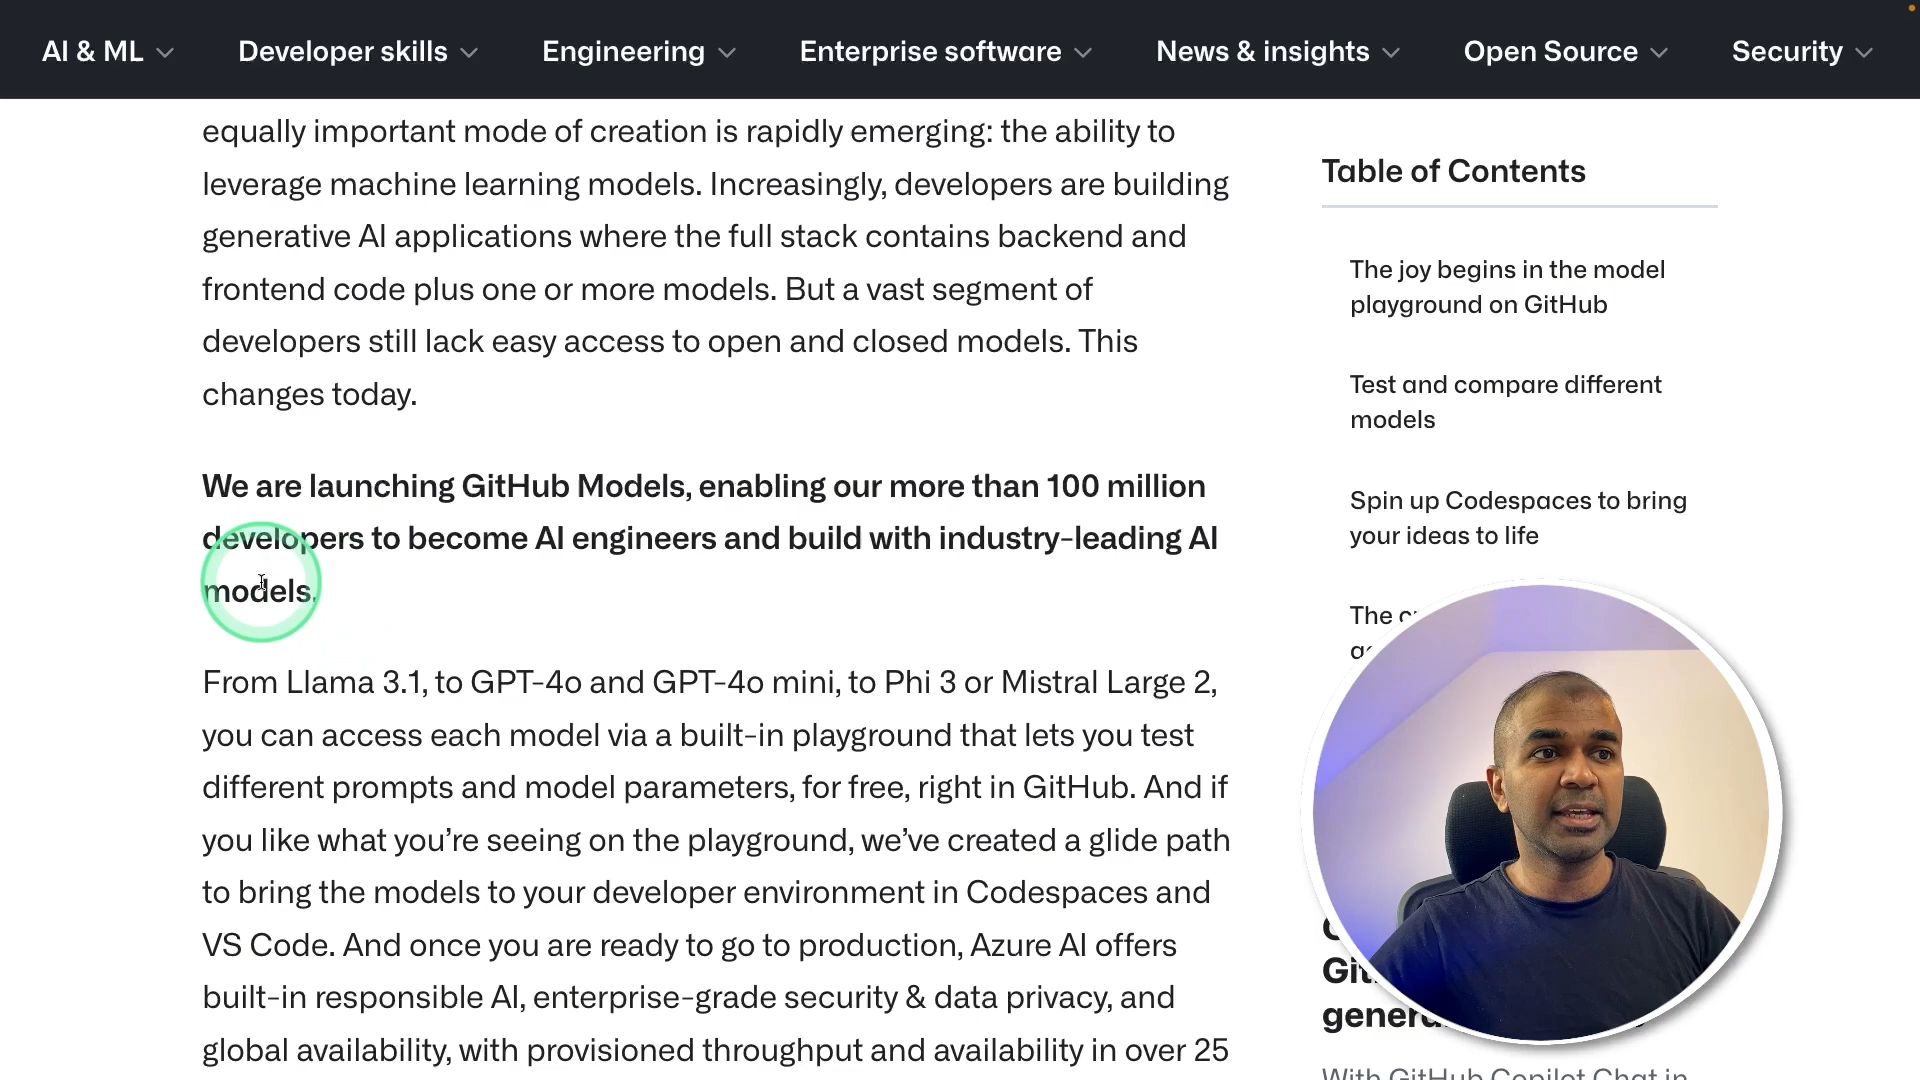 AI & ML
Developer skills
Engineering
Enterprise software
News & insights
Open Source
Security
equally important mode of creation is rapidly emerging: the ability to
leverage machine learning models. Increasingly, developers are building
generative AI applications where the full stack contains backend and
frontend code plus one or more models. But a vast segment of
developers still lack easy access to open and closed models. This
changes today.
We are launching GitHub Models, enabling our more than 100 million
developers to become AI engineers and build with industry-leading AI
models.
From Llama 3.1, to GPT-4o and GPT-4o mini, to Phi 3 or Mistral Large 2,
you can access each model via a built-in playground that lets you test
different prompts and model parameters, for free, right in GitHub. And if
you like what you’re seeing on the playground, we’ve created a glide path
to bring the models to your developer environment in Codespaces and
VS Code. And once you are ready to go to production, Azure AI offers
built-in responsible AI, enterprise-grade security & data privacy, and
global availability, with provisioned throughput and availability in over 25
Table of Contents
The joy begins in the model
playground on GitHub
Test and compare different
models
Spin up Codespaces to bring
your ideas to life
The
With GitHub Copilot Chat in